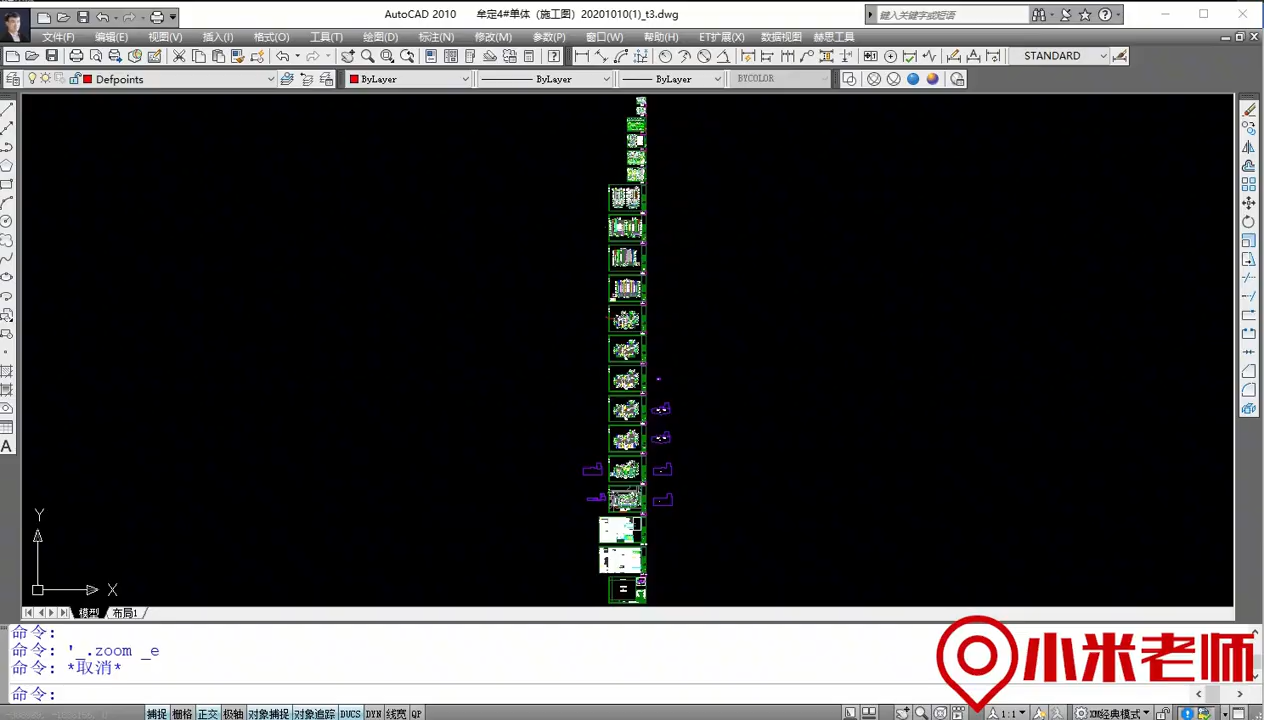 AutoCAD 2010 牟定4#单体（施工图）20201010(1)_t3.dwg
键入关键字或短语
文件(F) 编辑(E) 视图(V) 插入(I) 格式(O) 工具(T) 绘图(D) 标注(N) 修改(M) 参数(P) 窗口(W) 帮助(H) ET扩展(X) 数据视图 赫思工具
STANDARD
Defpoints ByLayer ByLayer ByLayer BYCOLOR
A
Y
X
模型 布局1
命令:
命令: '_.zoom _e
命令: *取消*
命令:
小米老师
捕捉 栅格 正交 极轴 对象捕捉 对象追踪 DUCS DYN 线宽 QP 1:1 XM经典模式